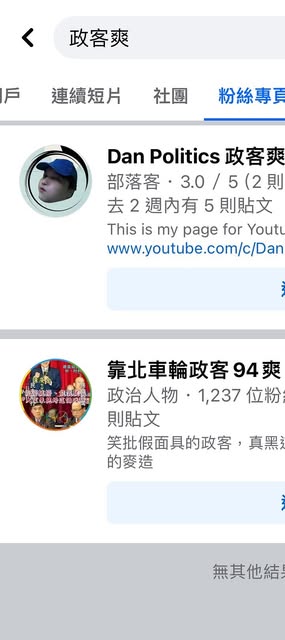 政客爽
戶
連續短片
社團
粉絲專頁
Dan Politics 政客爽
部落客・3.0 / 5 (2 則
去 2 週內有 5 則貼文
This is my page for Youtu
www.youtube.com/c/Dan
靠北車輪政客94爽
政治人物・1,237 位粉
則貼文
笑批假面具的政客，真黑
的麥造
無其他結